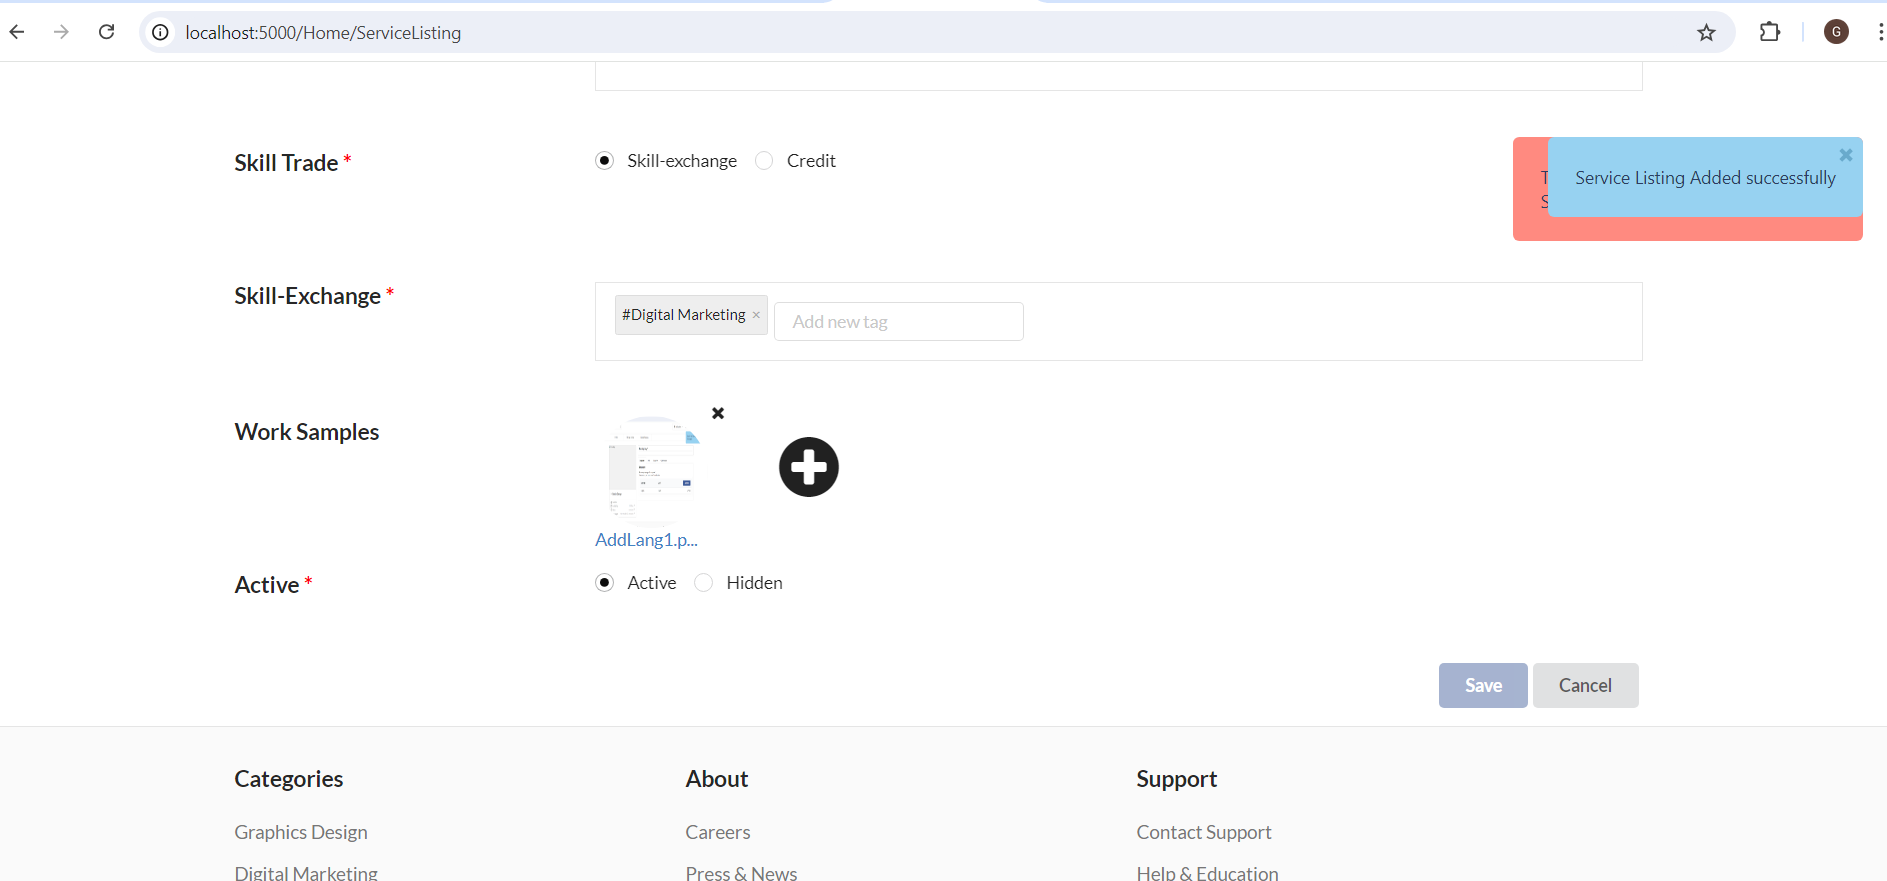 localhost:5000/Home/ServiceListing
G
Skill Trade *
Skill-exchange Credit
Service Listing Added successfully
Skill-Exchange *
#Digital Marketing × Add new tag
Work Samples
AddLang1.p...
Active *
Active Hidden
Save Cancel
Categories About Support
Graphics Design Careers Contact Support
Digital Marketing Press & News Help & Education